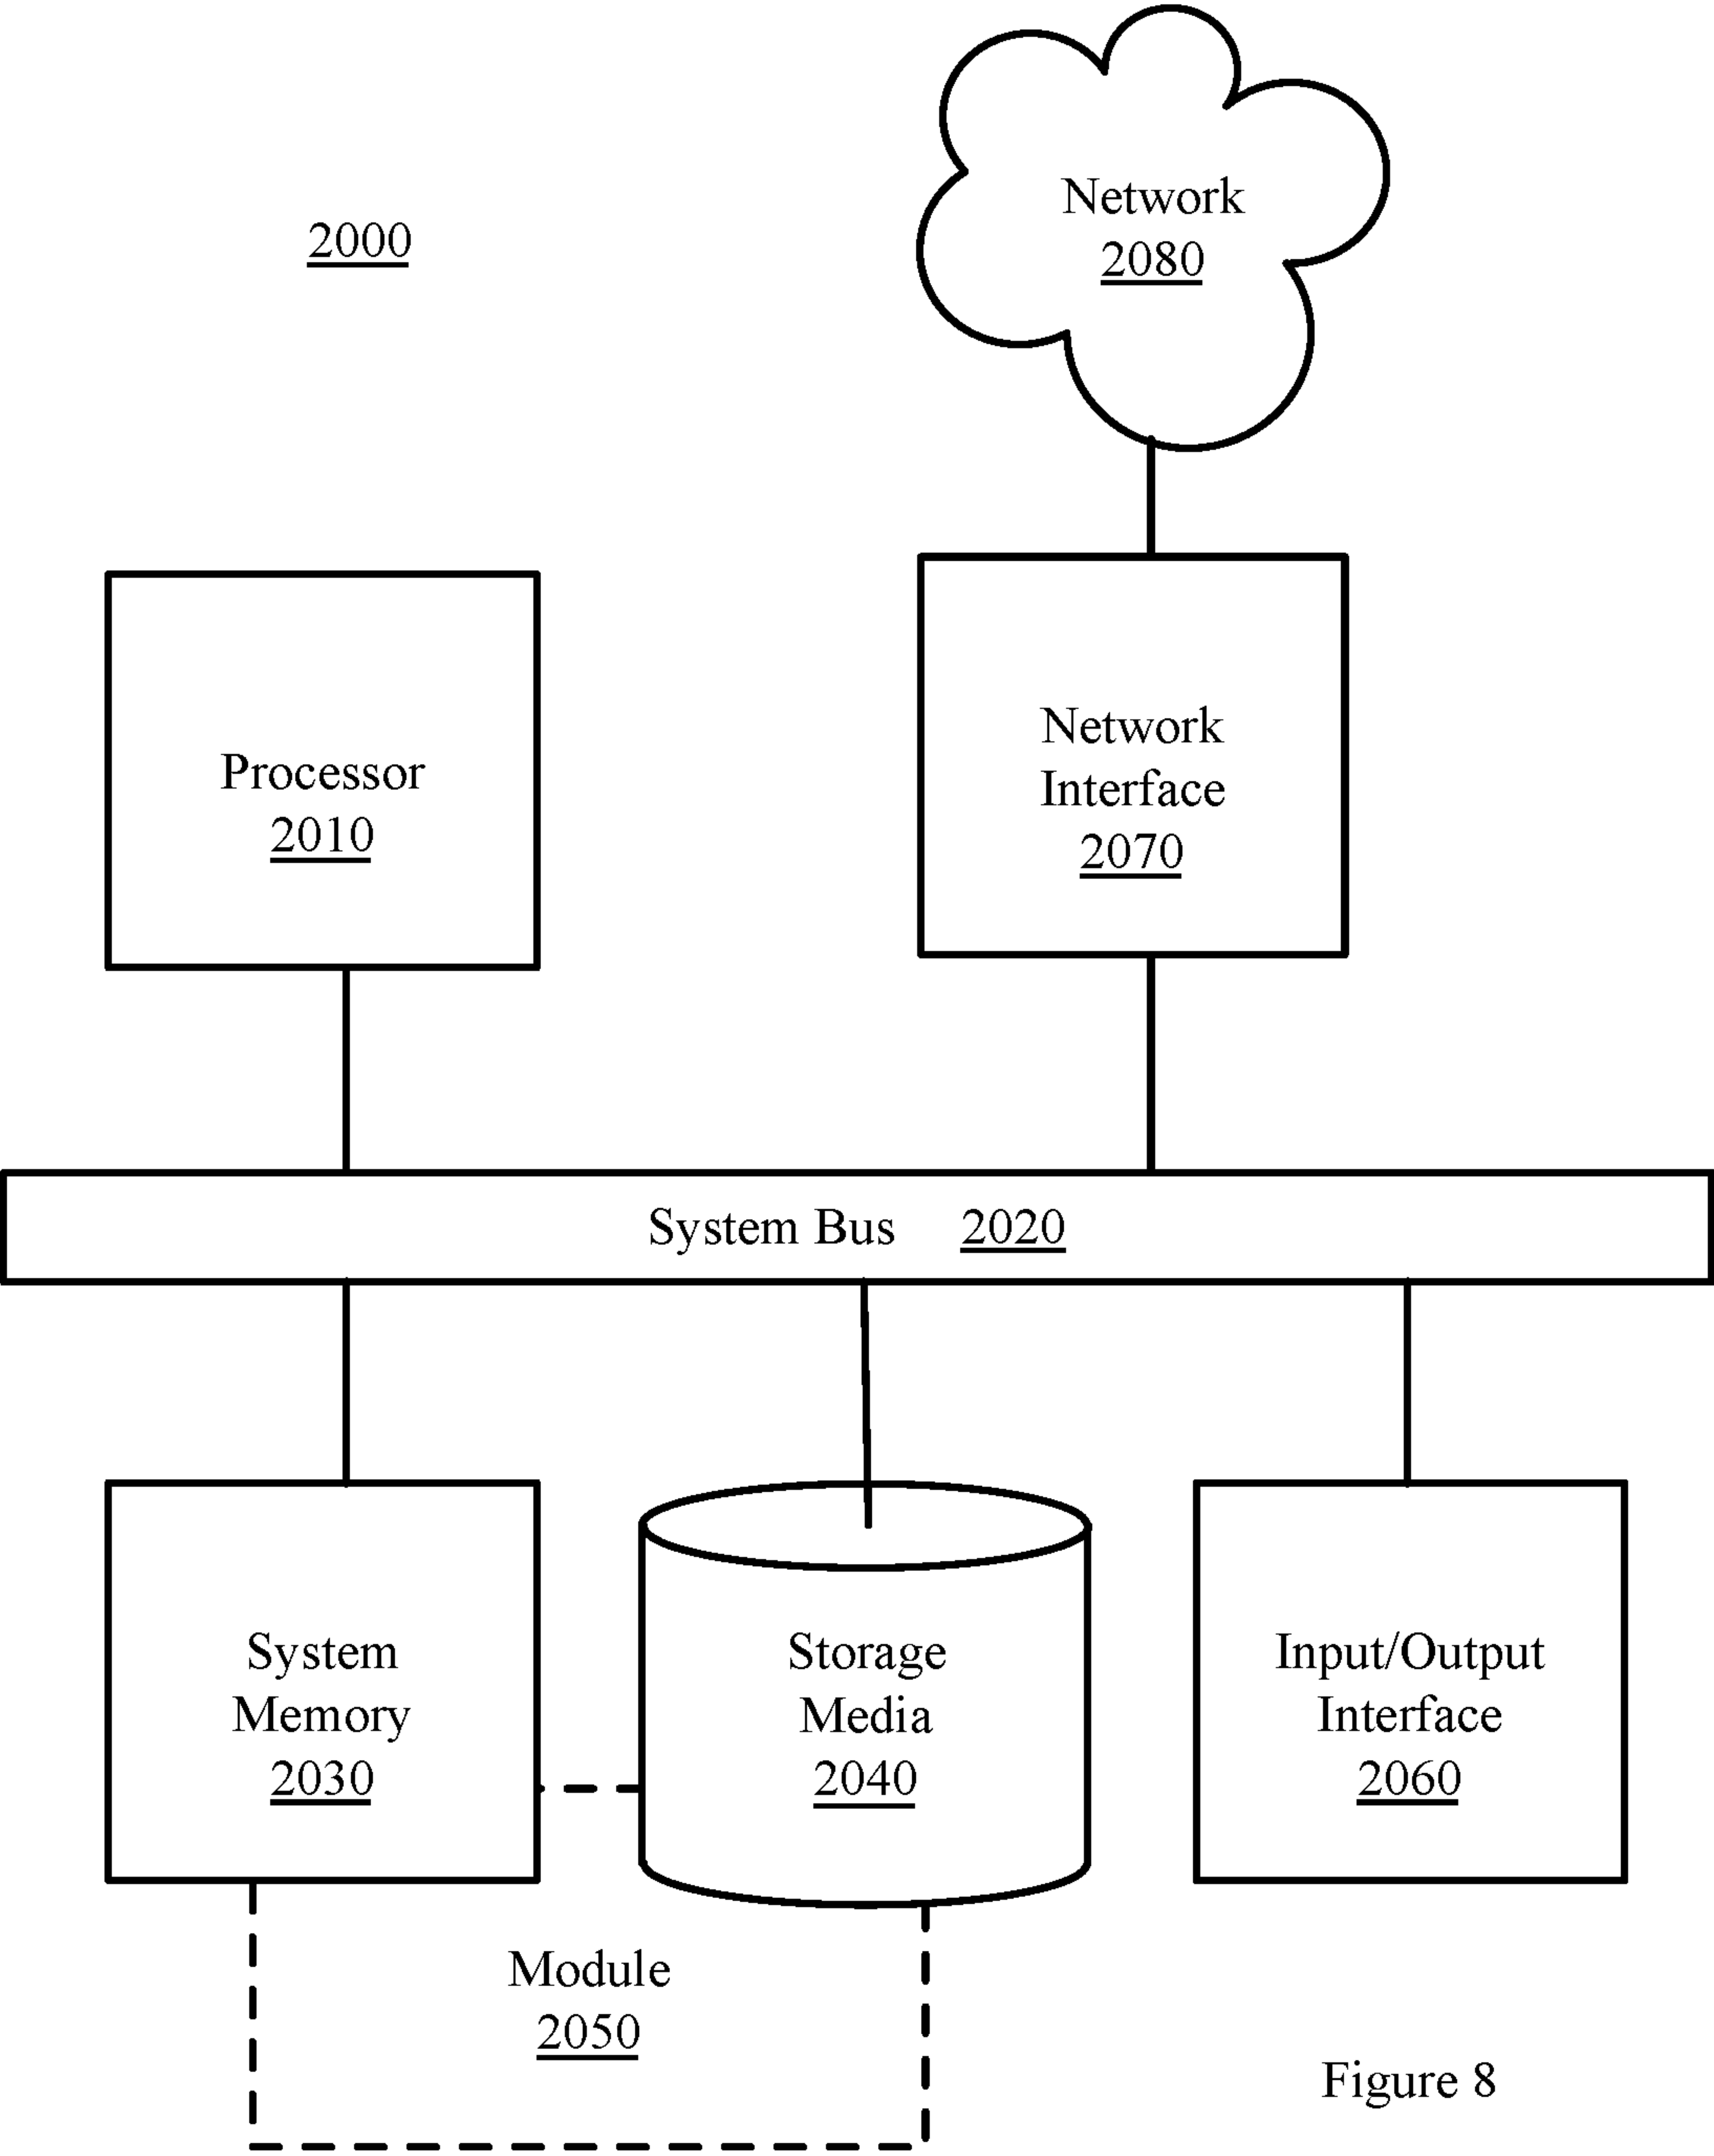 Network
2080
2000
Network
Interface
2070
Processor
2010
System Bus 2020
System
Memory
2030
Storage
Media
2040
Input/Output
Interface
2060
Module
2050
Figure 8